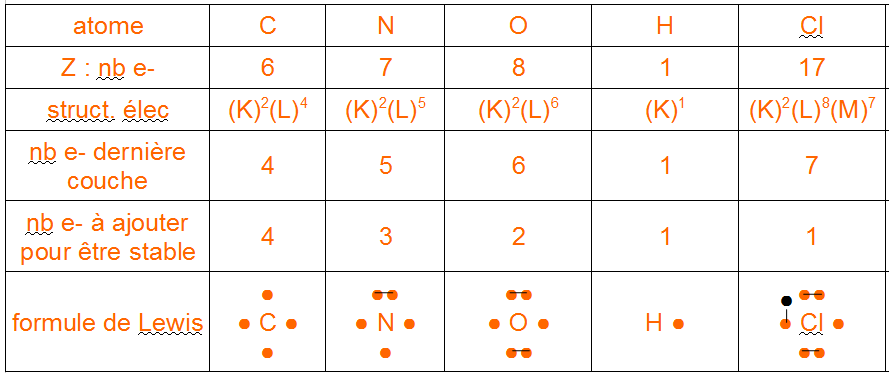 atome C N O H Cl
Z : nb e- 6 7 8 1 17
struct. élec (K)²(L)⁴ (K)²(L)⁵ (K)²(L)⁶ (K)¹ (K)²(L)⁸(M)⁷
nb e- dernière
couche 4 5 6 1 7
nb e- à ajouter
pour être stable 4 3 2 1 1
formule de Lewis C N O H Cl